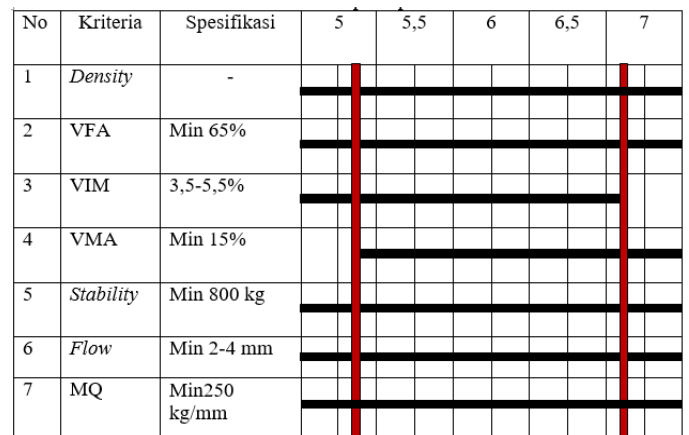 No Kriteria Spesifikasi 5 5,5 6 6,5 7
1 Density -
2 VFA Min 65%
3 VIM 3,5-5,5%
4 VMA Min 15%
5 Stability Min 800 kg
6 Flow Min 2-4 mm
7 MQ Min250
kg/mm